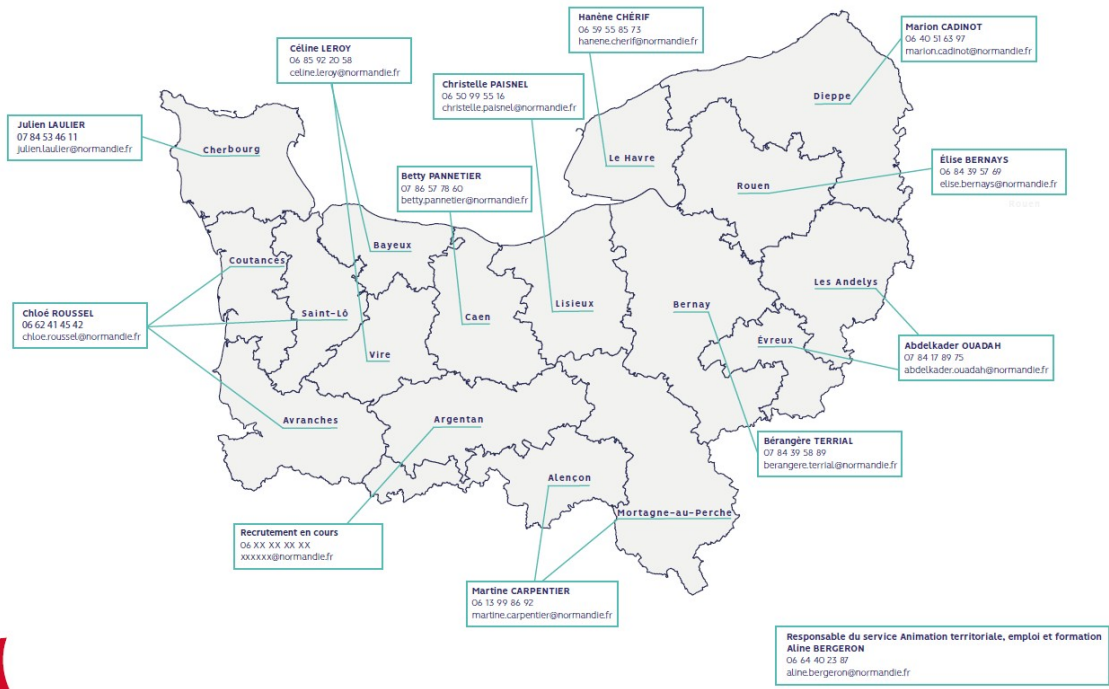 Hanène CHÉRIF
06 59 55 85 73
hanene.cherif@normandie.fr
Marion CADINOT
06 40 51 63 97
marion.cadinot@normandie.fr
Céline LEROY
06 85 92 20 58
celine.leroy@normandie.fr
Christelle PAISNEL
06 50 99 55 16
christelle.paisnel@normandie.fr
Dieppe
Julien LAULIER
07 84 53 46 11
julien.laulier@normandie.fr
Cherbourg
Le Havre
Élise BERNAYS
06 84 39 57 69
elise.bernays@normandie.fr
Betty PANNETIER
07 86 57 78 60
betty.pannetier@normandie.fr
Rouen
Rouen
Bayeux
Coutances
Les Andelys
Chloé ROUSSEL
06 62 41 45 42
chloe.roussel@normandie.fr
Saint-Lô
Caen
Lisieux
Bernay
Vire
Évreux
Abdelkader OUADAH
07 84 17 89 75
abdelkader.ouadah@normandie.fr
Avranches
Argentan
Bérangère TERRIAL
07 84 39 58 89
berangere.terrial@normandie.fr
Alençon
Mortagne-au-Perche
Recrutement en cours
06 XX XX XX XX
xxxxxx@normandie.fr
Martine CARPENTIER
06 13 99 86 92
martine.carpentier@normandie.fr
Responsable du service Animation territoriale, emploi et formation
Aline BERGERON
06 64 40 23 87
aline.bergeron@normandie.fr